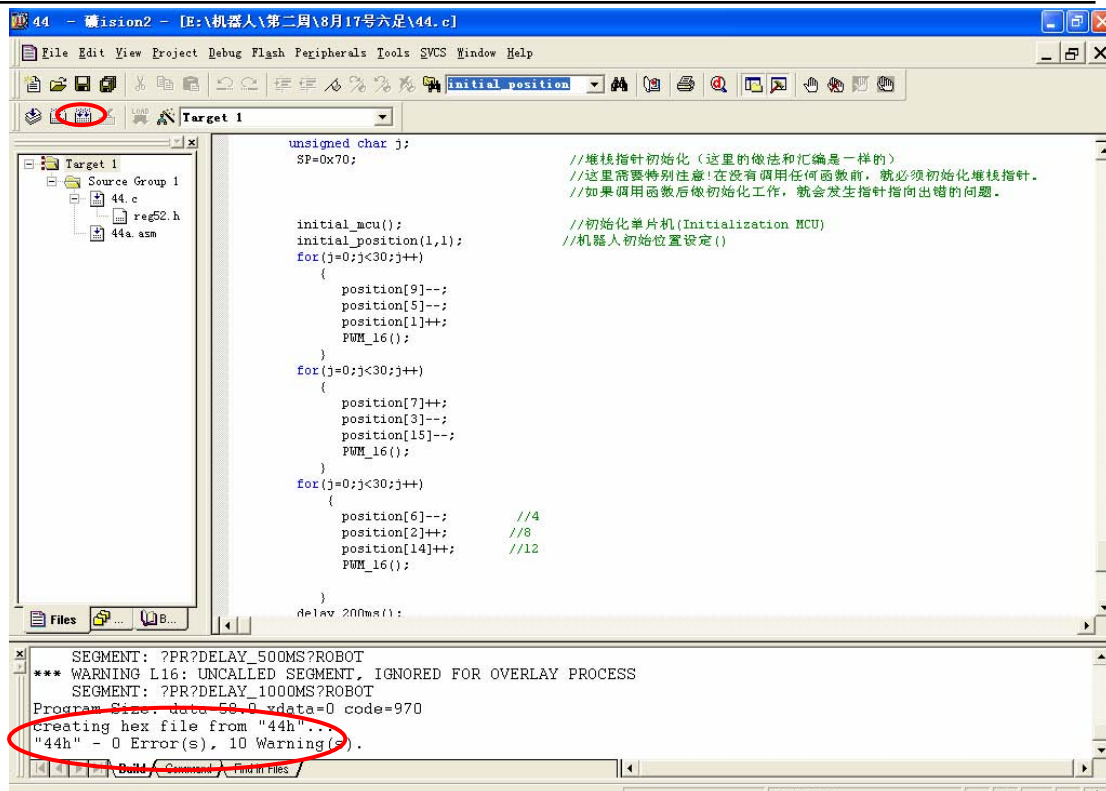 44 - 礦ision2 - [E:\机器人\第二周\8月17号六足\44.c]
File Edit View Project Debug Flash Peripherals Tools SVCS Window Help
initial_position
LOAD Target 1
Target 1
Source Group 1
44.c
reg52.h
44a.asm
unsigned char j;
SP=0x70; //堆栈指针初始化（这里的做法和汇编是一样的）
//这里需要特别注意!在没有调用任何函数前，就必须初始化堆栈指针.
//如果调用函数后做初始化工作，就会发生指针指向出错的问题.
initial_mcu(); //初始化单片机(Initialization MCU)
initial_position(1,1); //机器人初始位置设定()
for(j=0;j<30;j++)
{
position[9]--;
position[5]--;
position[1]++;
PWM_16();
}
for(j=0;j<30;j++)
{
position[7]++;
position[3]--;
position[15]--;
PWM_16();
}
for(j=0;j<30;j++)
{
position[6]--; //4
position[2]++; //8
position[14]++; //12
PWM_16();
}
delay_200ms();
Files ... B...
SEGMENT: ?PR?DELAY_500MS?ROBOT
*** WARNING L16: UNCALLED SEGMENT, IGNORED FOR OVERLAY PROCESS
SEGMENT: ?PR?DELAY_1000MS?ROBOT
Program Size: data=58.0 xdata=0 code=970
creating hex file from "44h"...
"44h" - 0 Error(s), 10 Warning(s).
Build Command Find in Files